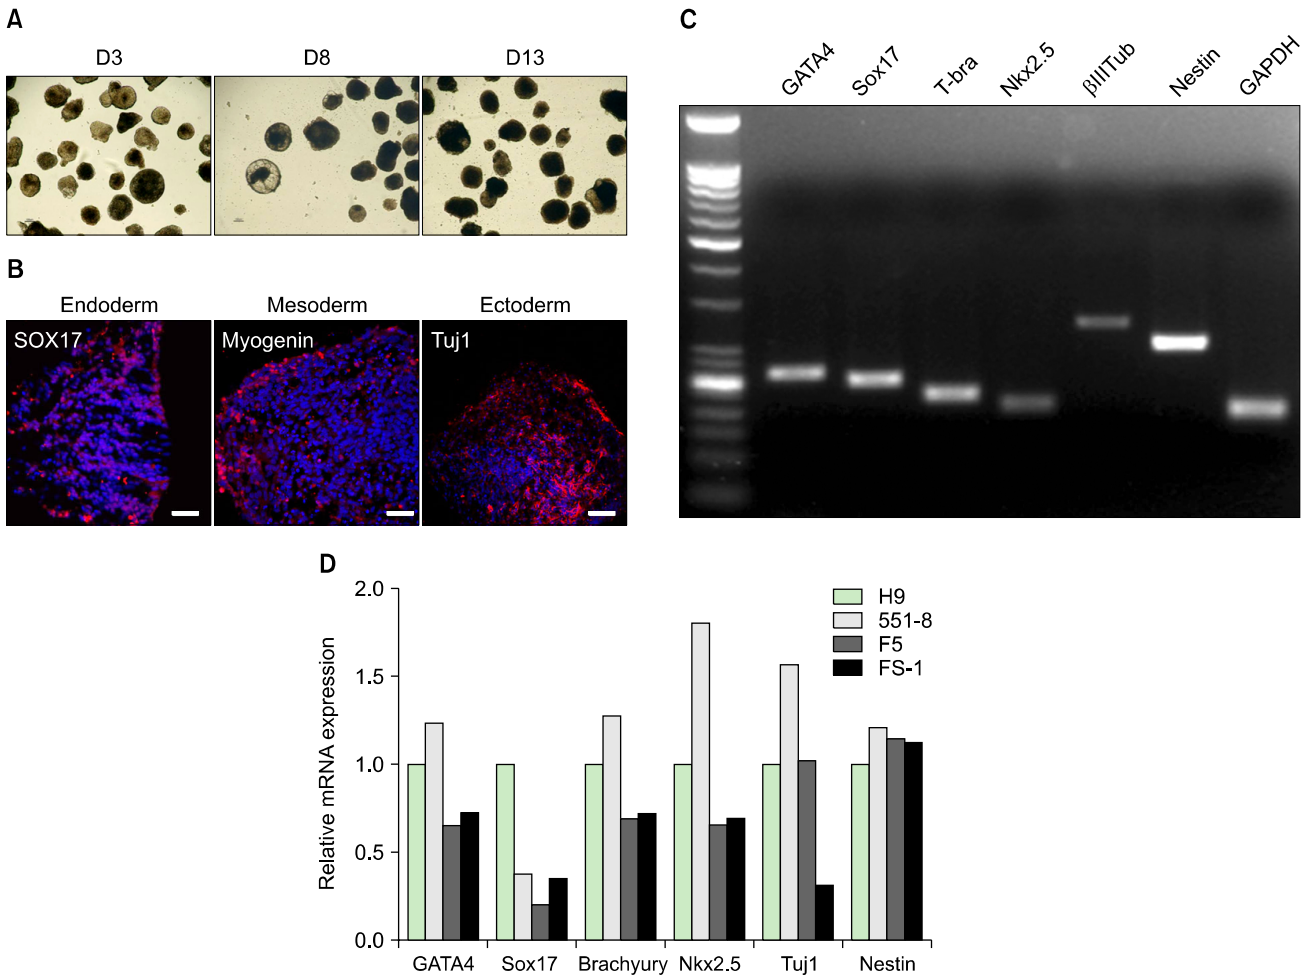 A
D3 D8 D13
B
Endoderm Mesoderm Ectoderm
SOX17 Myogenin Tuj1
C
GATA4 Sox17 T-bra Nkx2.5 βIIITub Nestin GAPDH
D
Relative mRNA expression
2.0
1.5
1.0
0.5
0.0
H9
551-8
F5
FS-1
GATA4 Sox17 Brachyury Nkx2.5 Tuj1 Nestin